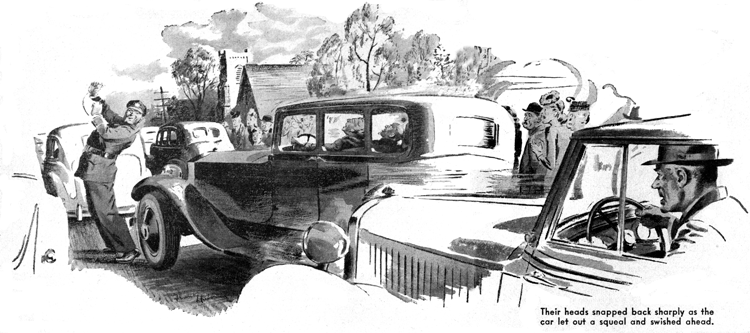 Their heads snapped back sharply as the
car let out a squeal and swished ahead.